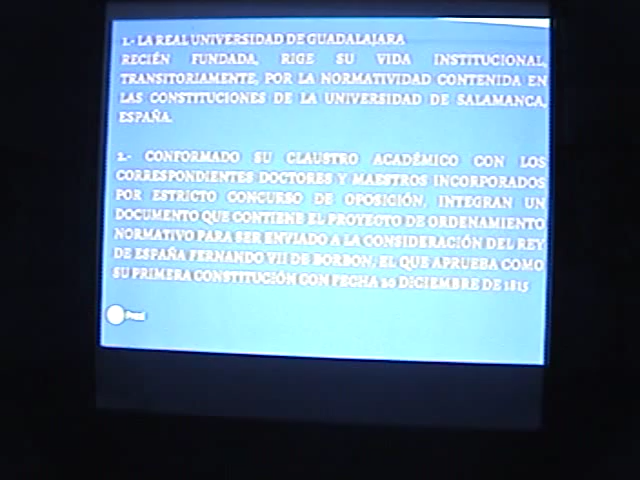 1.- LA REAL UNIVERSIDAD DE GUADALAJARA
RECIÉN FUNDADA, RIGE SU VIDA INSTITUCIONAL,
TRANSITORIAMENTE, POR LA NORMATIVIDAD CONTENIDA EN
LAS CONSTITUCIONES DE LA UNIVERSIDAD DE SALAMANCA,
ESPAÑA.
2.- CONFORMADO SU CLAUSTRO ACADÉMICO CON LOS
CORRESPONDIENTES DOCTORES Y MAESTROS INCORPORADOS
POR ESTRICTO CONCURSO DE OPOSICIÓN, INTEGRAN UN
DOCUMENTO QUE CONTIENE EL PROYECTO DE ORDENAMIENTO
NORMATIVO PARA SER ENVIADO A LA CONSIDERACIÓN DEL REY
DE ESPAÑA FERNANDO VII DE BORBON, EL QUE APRUEBA COMO
SU PRIMERA CONSTITUCIÓN CON FECHA 20 DICIEMBRE DE 1815